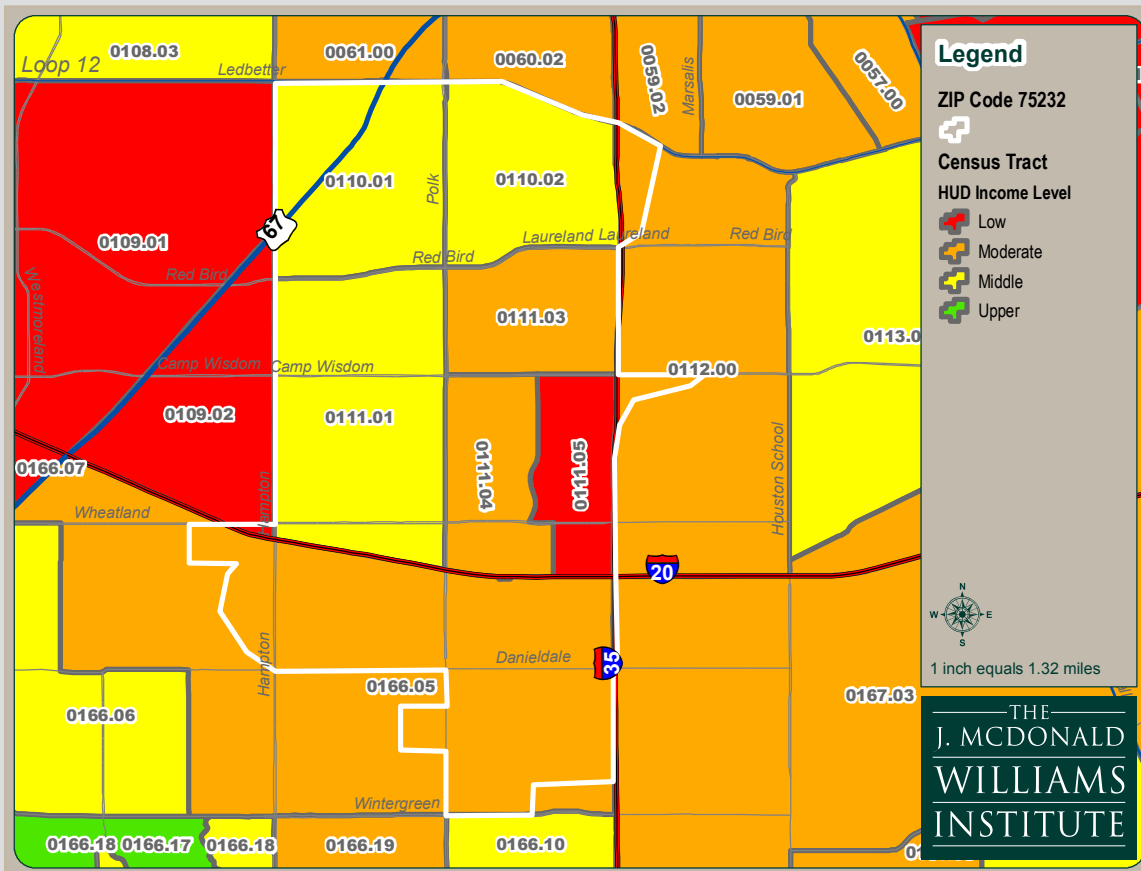 0108.03
0061.00
0060.02
0059.02
Marsalis
0059.01
0057.00
Loop 12
Ledbetter
0110.01
Polk
0110.02
67
0109.01
Laureland Laureland
Red Bird
Red Bird
Red Bird
Westmoreland
0111.03
0113.0
Camp Wisdom
Camp Wisdom
0112.00
0109.02
0111.01
0111.04
0111.05
Houston School
0166.07
Hampton
Wheatland
20
Hampton
Danieldale
35
0166.05
0167.03
0166.06
Wintergreen
0166.18
0166.17
0166.18
0166.19
0166.10
Legend
ZIP Code 75232
Census Tract
HUD Income Level
Low
Moderate
Middle
Upper
N
W
E
S
1 inch equals 1.32 miles
THE
J. MCDONALD
WILLIAMS
INSTITUTE